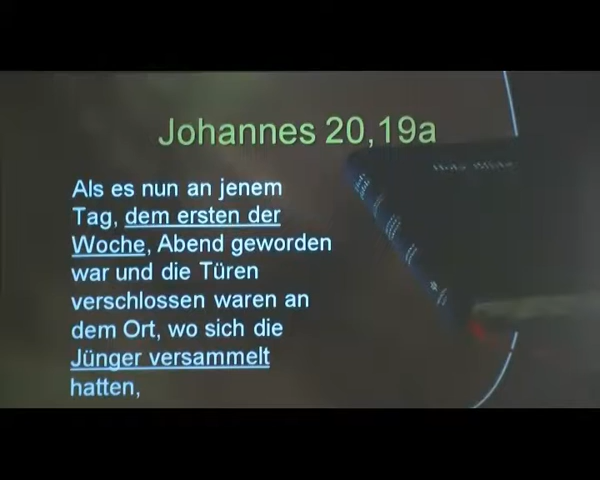 Johannes 20,19a
Als es nun an jenem
Tag, dem ersten der
Woche, Abend geworden
war und die Türen
verschlossen waren an
dem Ort, wo sich die
Jünger versammelt
hatten,